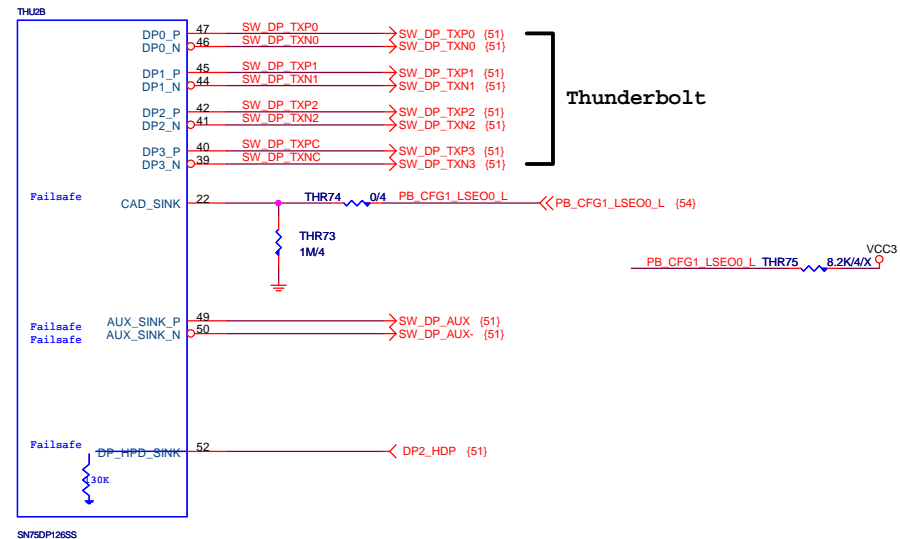 THU2B
DP0_P 47 SW_DP_TXP0 SW_DP_TXP0 {51}
DP0_N 46 SW_DP_TXN0 SW_DP_TXN0 {51}
DP1_P 45 SW_DP_TXP1 SW_DP_TXP1 {51}
DP1_N 44 SW_DP_TXN1 SW_DP_TXN1 {51}
Thunderbolt
DP2_P 42 SW_DP_TXP2 SW_DP_TXP2 {51}
DP2_N 41 SW_DP_TXN2 SW_DP_TXN2 {51}
DP3_P 40 SW_DP_TXPC SW_DP_TXP3 {51}
DP3_N 39 SW_DP_TXNC SW_DP_TXN3 {51}
Failsafe CAD_SINK 22 THR74 0/4 PB_CFG1_LSEO0_L PB_CFG1_LSEO0_L {54}
THR73
1M/4
VCC3
PB_CFG1_LSEO0_L THR75 8.2K/4/X
Failsafe AUX_SINK_P 49 SW_DP_AUX {51}
Failsafe AUX_SINK_N 50 SW_DP_AUX- {51}
Failsafe DP_HPD_SINK 52 DP2_HDP {51}
130K
SN75DP126SS